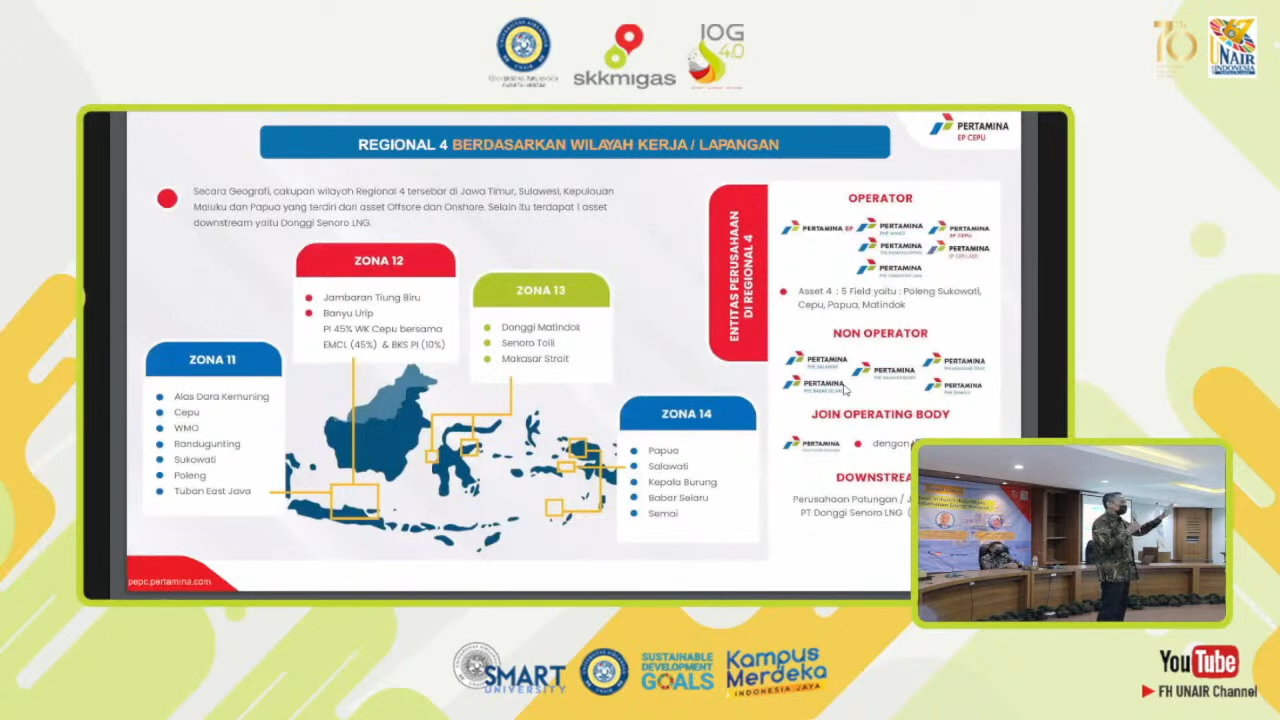 skkmigas
IOG
4.0
10
UNAIR
INDONESIA
PERTAMINA
EP CEPU
REGIONAL 4 BERDASARKAN WILAYAH KERJA / LAPANGAN
Secara Geografi, cakupan wilayah Regional 4 tersebar di Jawa Timur, Sulawesi, Kepulauan
Maluku dan Papua yang terdiri dari asset Offsore dan Onshore. Selain itu terdapat 1 asset
downstream yaitu Donggi Senoro LNG.
ZONA 11
Alas Dara Kemuning
Cepu
WMO
Randugunting
Sukowati
Poleng
Tuban East Java
ZONA 12
Jambaran Tiung Biru
Banyu Urip
PI 45% WK Cepu bersama
EMCL (45%) & BKS PI (10%)
ZONA 13
Donggi Matindok
Senoro Toili
Makasar Strait
ZONA 14
Papua
Salawati
Kepala Burung
Babar Selaru
Semai
ENTITAS PERUSAHAAN
DI REGIONAL 4
OPERATOR
PERTAMINA EP
PERTAMINA
PERTAMINA
EP CEPU
PERTAMINA
PERTAMINA
EP CEPU ADK
PERTAMINA
Asset 4 : 5 Field yaitu : Poleng Sukowati,
Cepu, Papua, Matindok
NON OPERATOR
PERTAMINA
PERTAMINA
PERTAMINA
PERTAMINA
PERTAMINA
JOIN OPERATING BODY
PERTAMINA
dengan
DOWNSTREA
Perusahaan Patungan / J
PT Donggi Senoro LNG (
pepc.pertamina.com
SMART
UNIVERSITY
SUSTAINABLE
DEVELOPMENT
GOALS
Kampus
Merdeka
INDONESIA JAYA
YouTube
FH UNAIR Channel